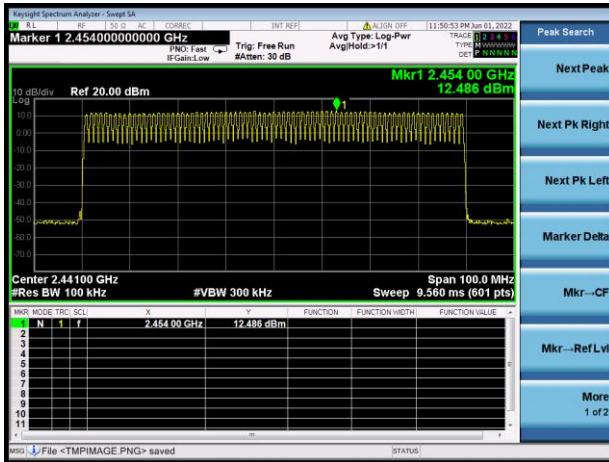 Keysight Spectrum Analyzer - Swept SA
RL RF 50 Ω AC CORREC INT REF ALIGN OFF 11:50:53 PM Jun 01, 2022
Marker 1 2.454000000000 GHz
PNO: Fast
IFGain:Low
Trig: Free Run
#Atten: 30 dB
Avg Type: Log-Pwr
Avg|Hold:>1/1
TRACE 1 2 3 4 5 6
TYPE M W W W W W
DET P N N N N N
Peak Search
Mkr1 2.454 00 GHz
12.486 dBm
10 dB/div Ref 20.00 dBm
Log
10.0
0.00
-10.0
-20.0
-30.0
-40.0
-50.0
-60.0
-70.0
1
Center 2.44100 GHz
Span 100.0 MHz
#Res BW 100 kHz
#VBW 300 kHz
Sweep 9.560 ms (601 pts)
MKR MODE TRC SCL X Y FUNCTION FUNCTION WIDTH FUNCTION VALUE
1 N 1 f 2.454 00 GHz 12.486 dBm
2
3
4
5
6
7
8
9
10
11
Next Peak
Next Pk Right
Next Pk Left
Marker Delta
Mkr→CF
Mkr→Ref Lvl
More
1 of 2
MSG File <TMPIMAGE.PNG> saved STATUS